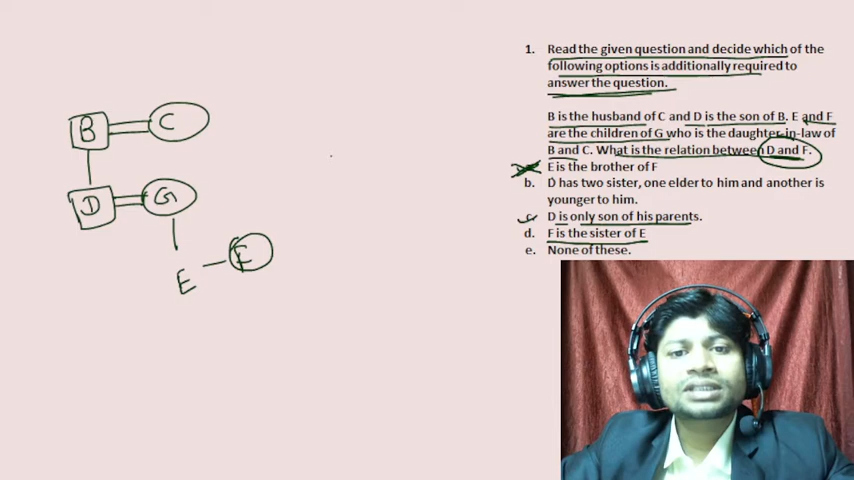 1. Read the given question and decide which of the
following options is additionally required to
answer the question.
B is the husband of C and D is the son of B. E and F
are the children of G who is the daughter-in-law of
B and C. What is the relation between D and F.
a. E is the brother of F
b. D has two sister, one elder to him and another is
younger to him.
c. D is only son of his parents.
d. F is the sister of E
e. None of these.
B C
D G
E F